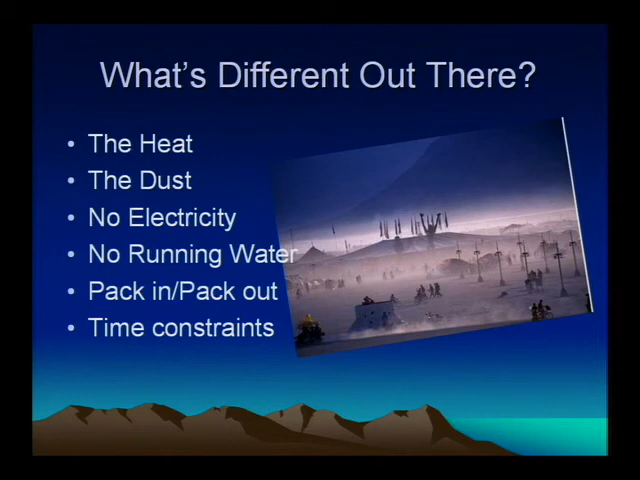 What's Different Out There?
• The Heat
• The Dust
• No Electricity
• No Running Water
• Pack in/Pack out
• Time constraints